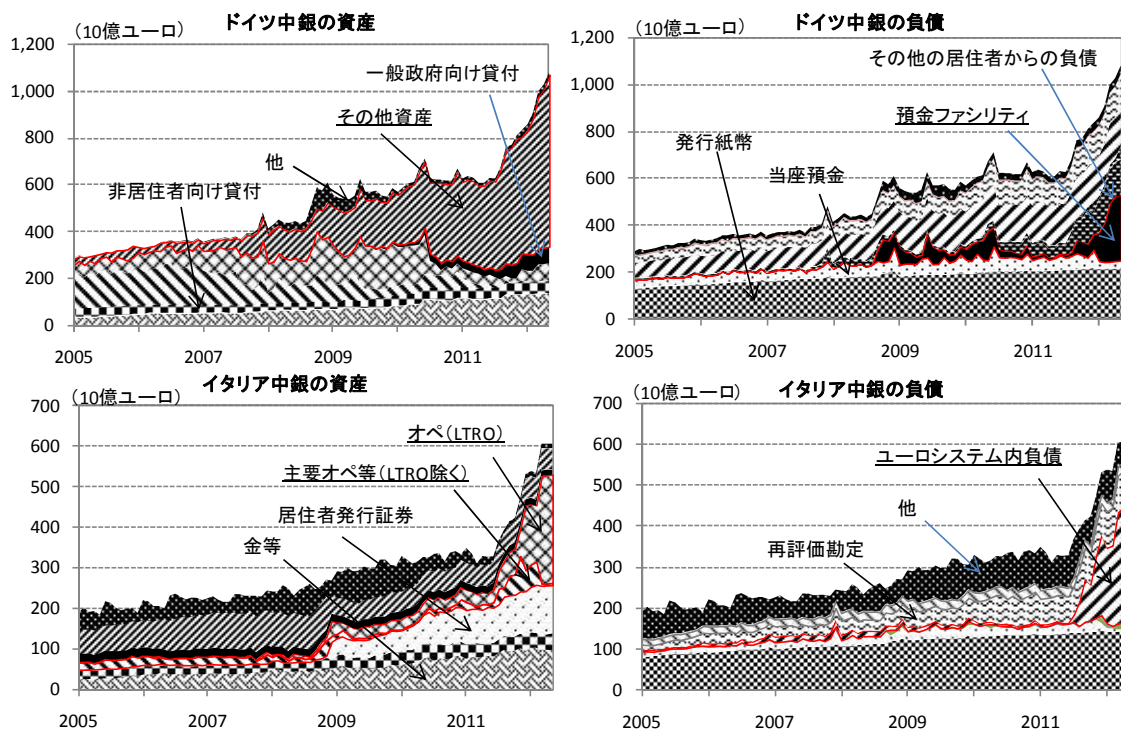 ドイツ中銀の資産
（10億ユーロ）
1,200
1,000
800
600
400
200
0
2005
2007
2009
2011
一般政府向け貸付
その他資産
他
非居住者向け貸付
ドイツ中銀の負債
（10億ユーロ）
1,200
1,000
800
600
400
200
0
2005
2007
2009
2011
その他の居住者からの負債
預金ファシリティ
発行紙幣
当座預金
イタリア中銀の資産
（10億ユーロ）
700
600
500
400
300
200
100
0
2005
2007
2009
2011
オペ（LTRO）
主要オペ等（LTRO除く）
居住者発行証券
金等
イタリア中銀の負債
（10億ユーロ）
700
600
500
400
300
200
100
0
2005
2007
2009
2011
ユーロシステム内負債
他
再評価勘定